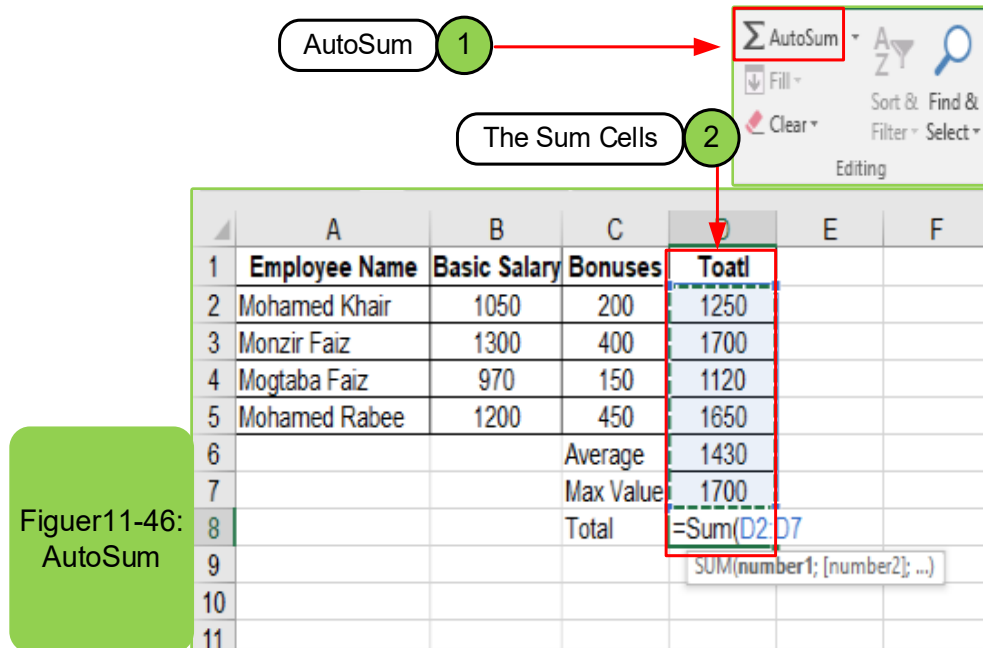 AutoSum 1
AutoSum
Fill
Clear
Sort & Find &
Filter Select
Editing
The Sum Cells 2
A B C D E F
1 Employee Name Basic Salary Bonuses Toatl
2 Mohamed Khair 1050 200 1250
3 Monzir Faiz 1300 400 1700
4 Mogtaba Faiz 970 150 1120
5 Mohamed Rabee 1200 450 1650
6 Average 1430
7 Max Value 1700
8 Total =Sum(D2:D7
9 SUM(number1; [number2]; ...)
10
11
Figuer11-46:
AutoSum